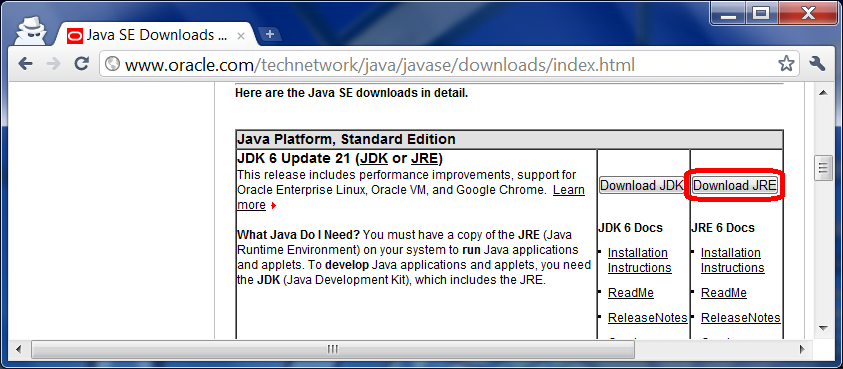 Java SE Downloads ...
www.oracle.com/technetwork/java/javase/downloads/index.html
Here are the Java SE downloads in detail.
Java Platform, Standard Edition
JDK 6 Update 21 (JDK or JRE)
This release includes performance improvements, support for
Oracle Enterprise Linux, Oracle VM, and Google Chrome. Learn
more
What Java Do I Need? You must have a copy of the JRE (Java
Runtime Environment) on your system to run Java applications
and applets. To develop Java applications and applets, you need
the JDK (Java Development Kit), which includes the JRE.
Download JDK
JDK 6 Docs
Installation
Instructions
ReadMe
ReleaseNotes
Download JRE
JRE 6 Docs
Installation
Instructions
ReadMe
ReleaseNotes